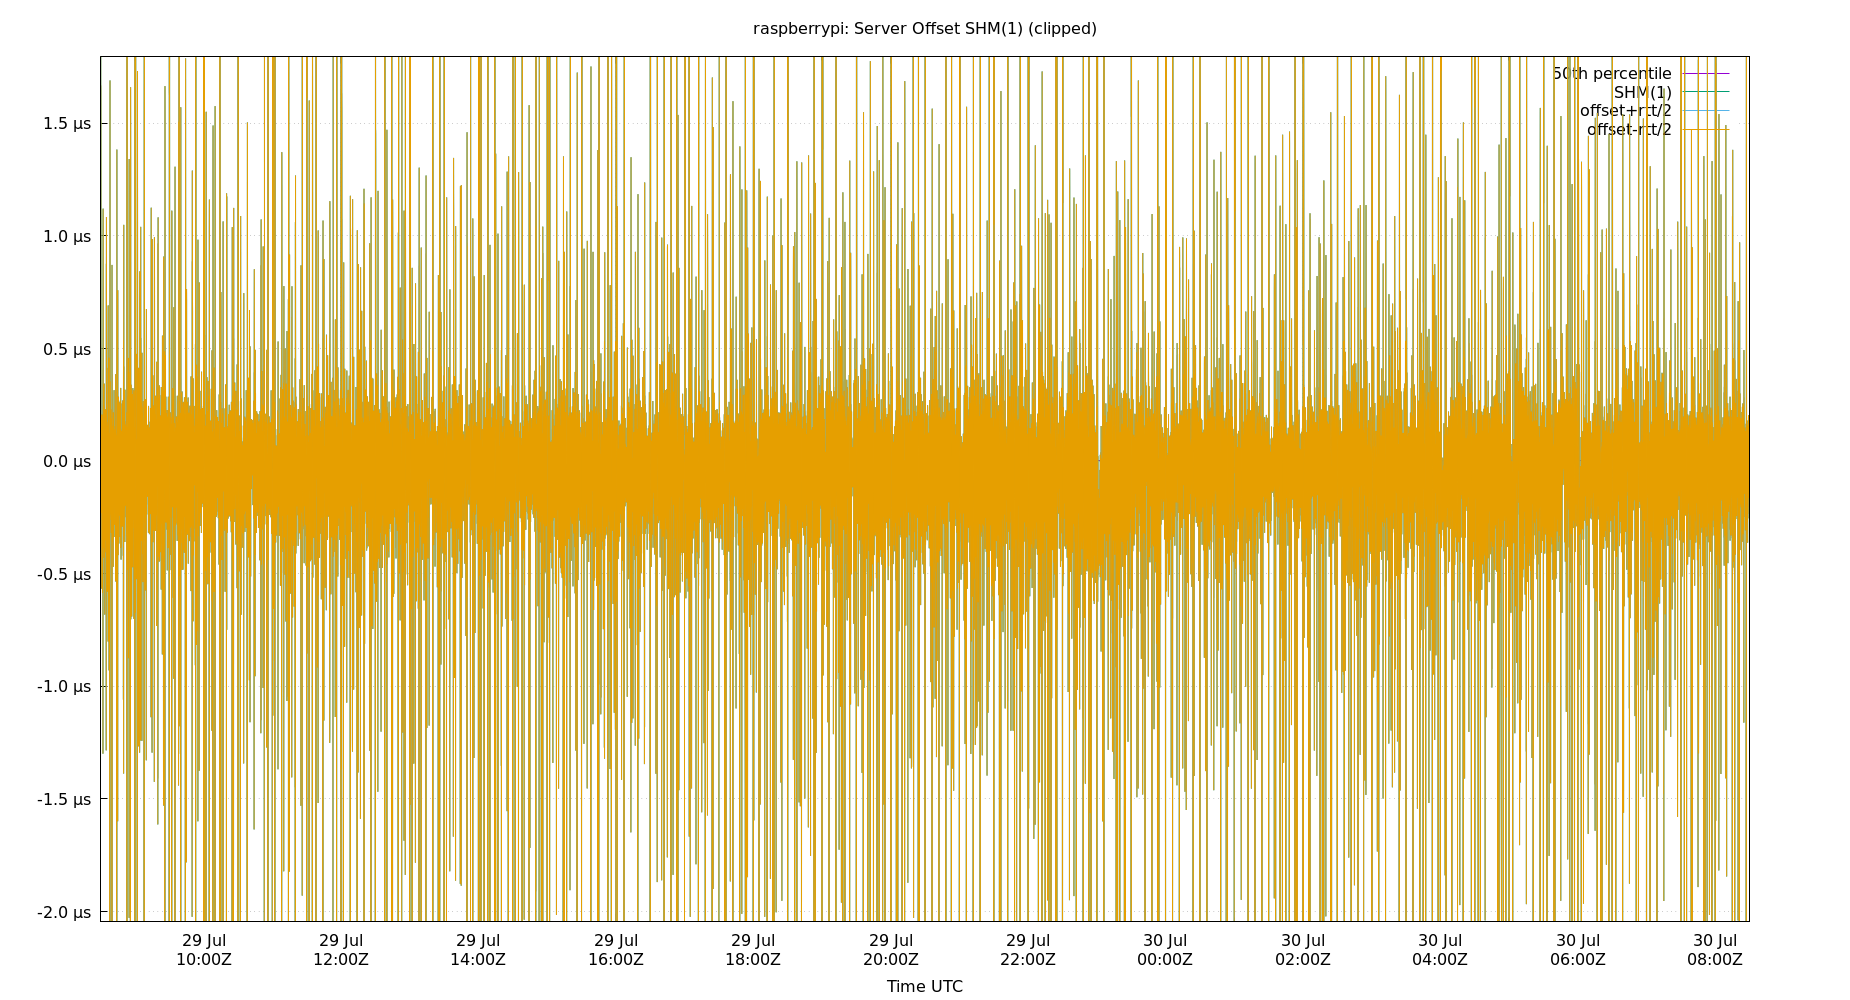 raspberrypi: Server Offset SHM(1) (clipped)
50th percentile
SHM(1)
offset+rtt/2
offset-rtt/2
1.5 µs
1.0 µs
0.5 µs
0.0 µs
-0.5 µs
-1.0 µs
-1.5 µs
-2.0 µs
29 Jul 29 Jul 29 Jul 29 Jul 29 Jul 29 Jul 29 Jul 30 Jul 30 Jul 30 Jul 30 Jul 30 Jul
10:00Z 12:00Z 14:00Z 16:00Z 18:00Z 20:00Z 22:00Z 00:00Z 02:00Z 04:00Z 06:00Z 08:00Z
Time UTC